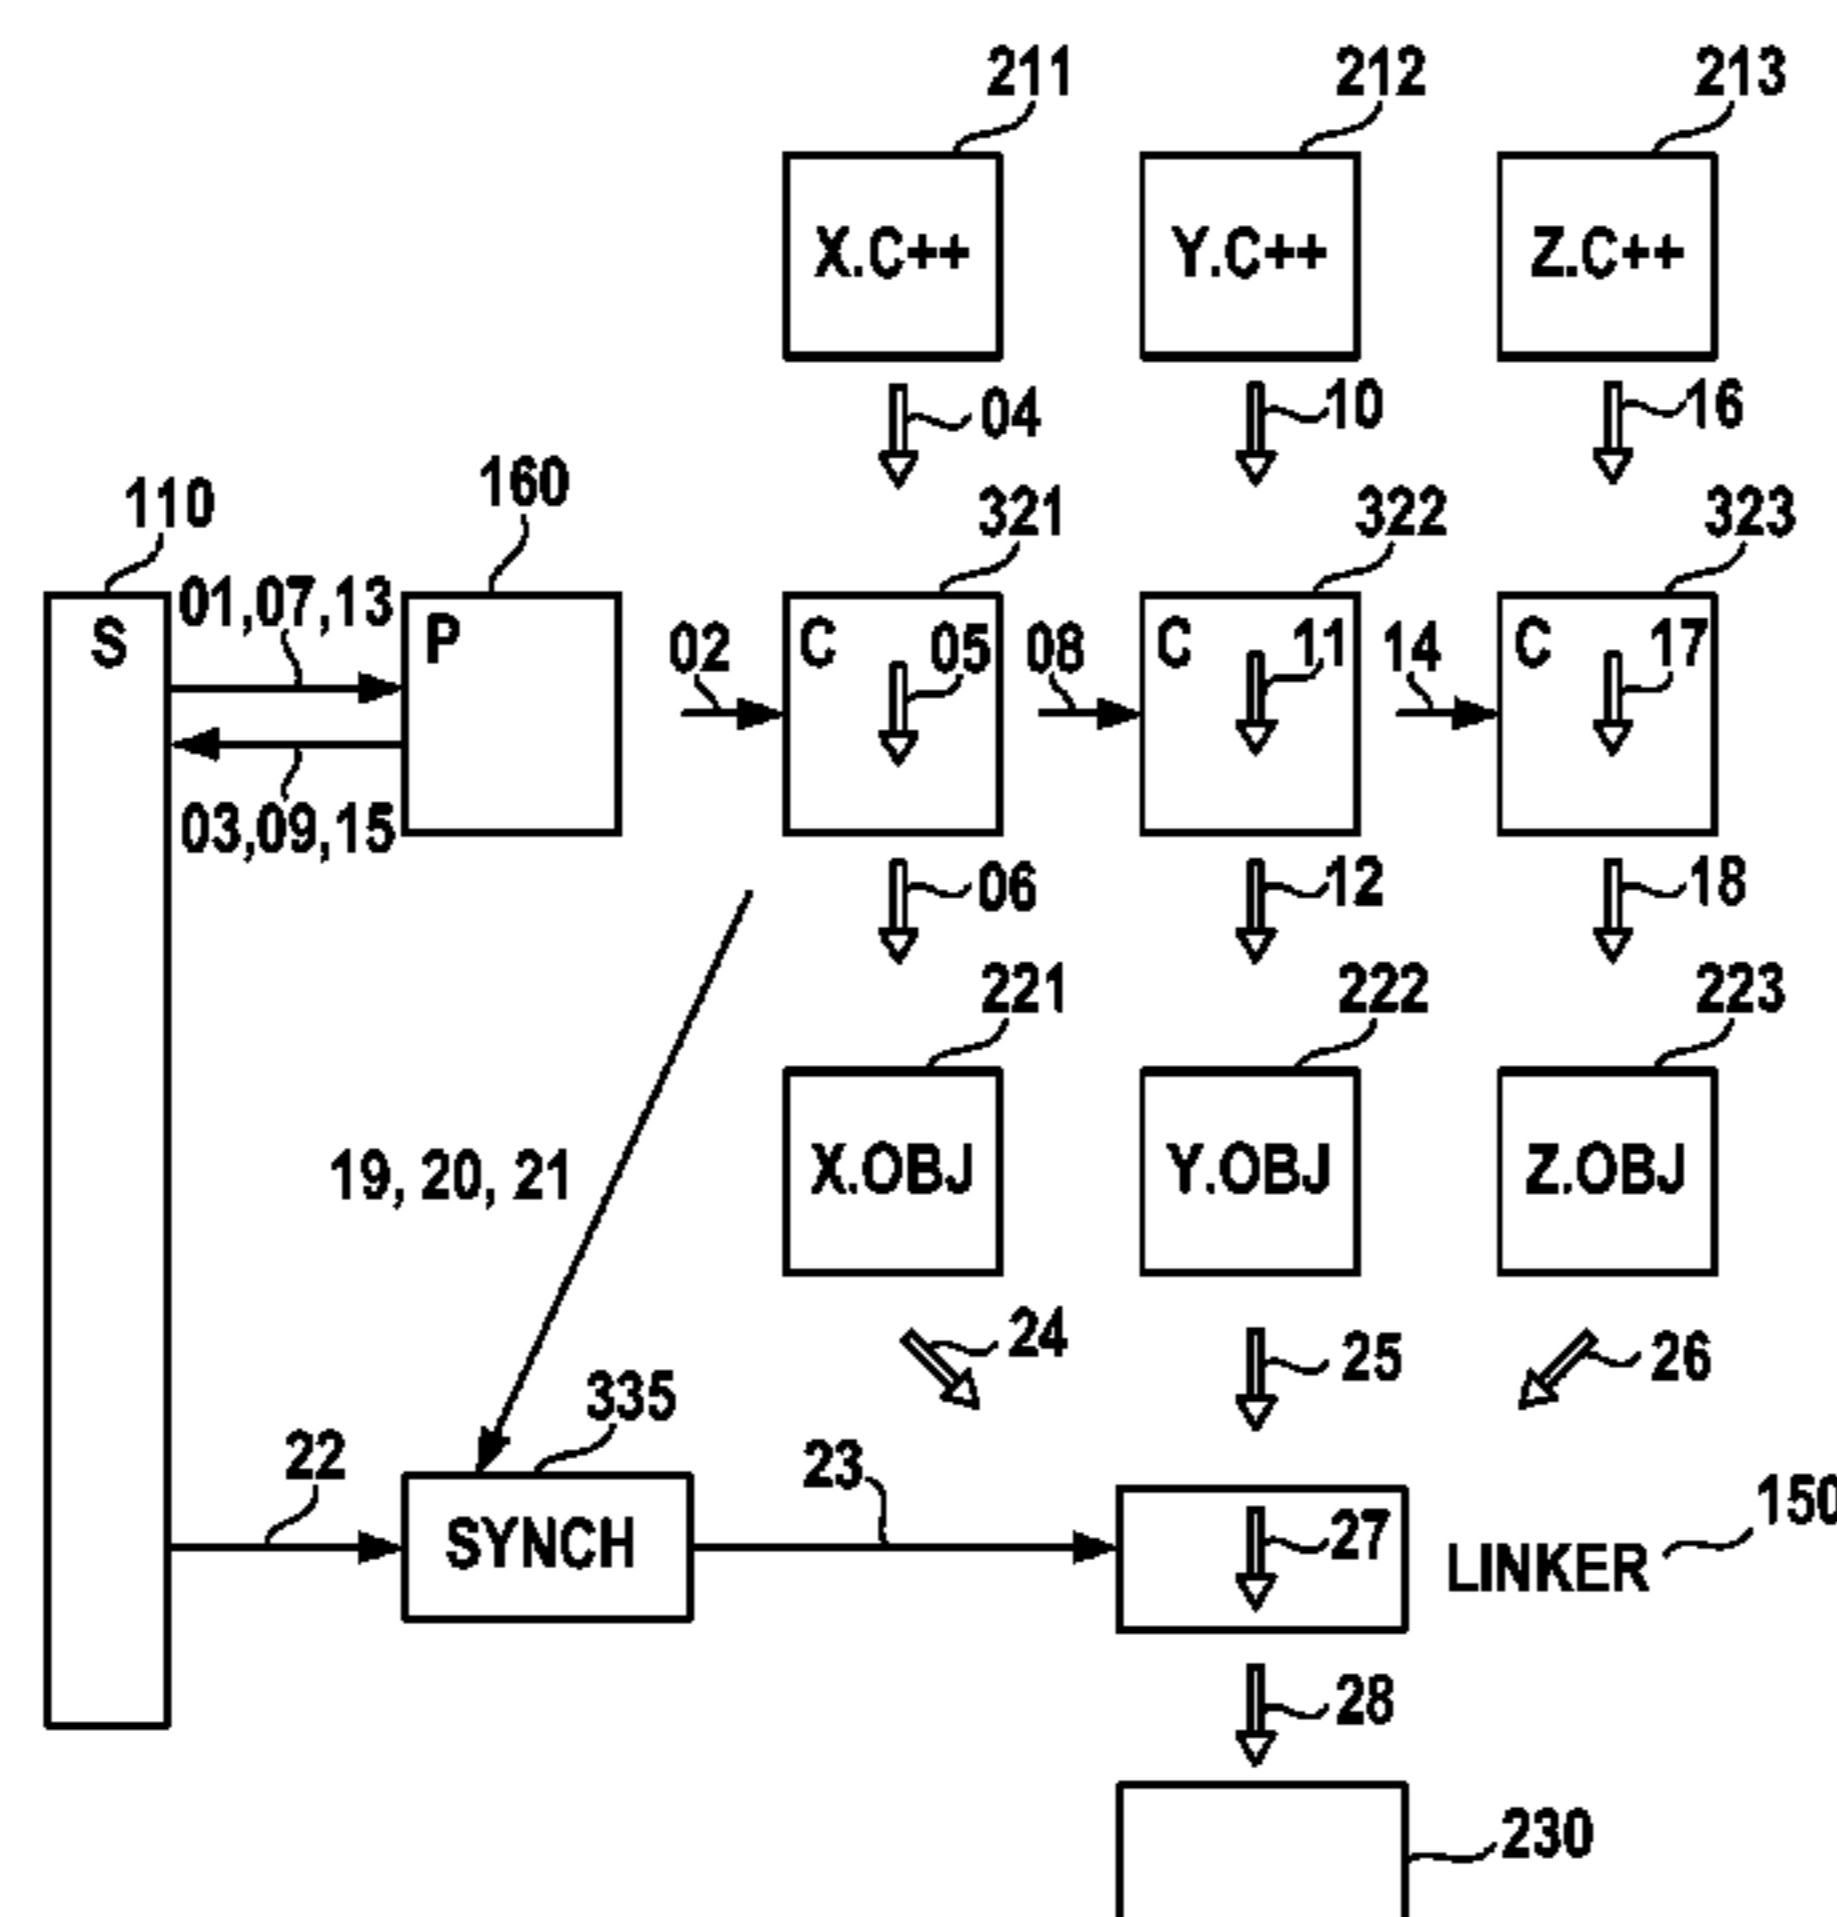 211 212 213
X.C++ Y.C++ Z.C++
04 10 16
110 160 321 322 323
01,07,13
S P 02 C 05 08 C 11 14 C 17
03,09,15
06 12 18
221 222 223
19, 20, 21 X.OBJ Y.OBJ Z.OBJ
24 25 26
335
22 23 150
SYNCH 27 LINKER
28
230